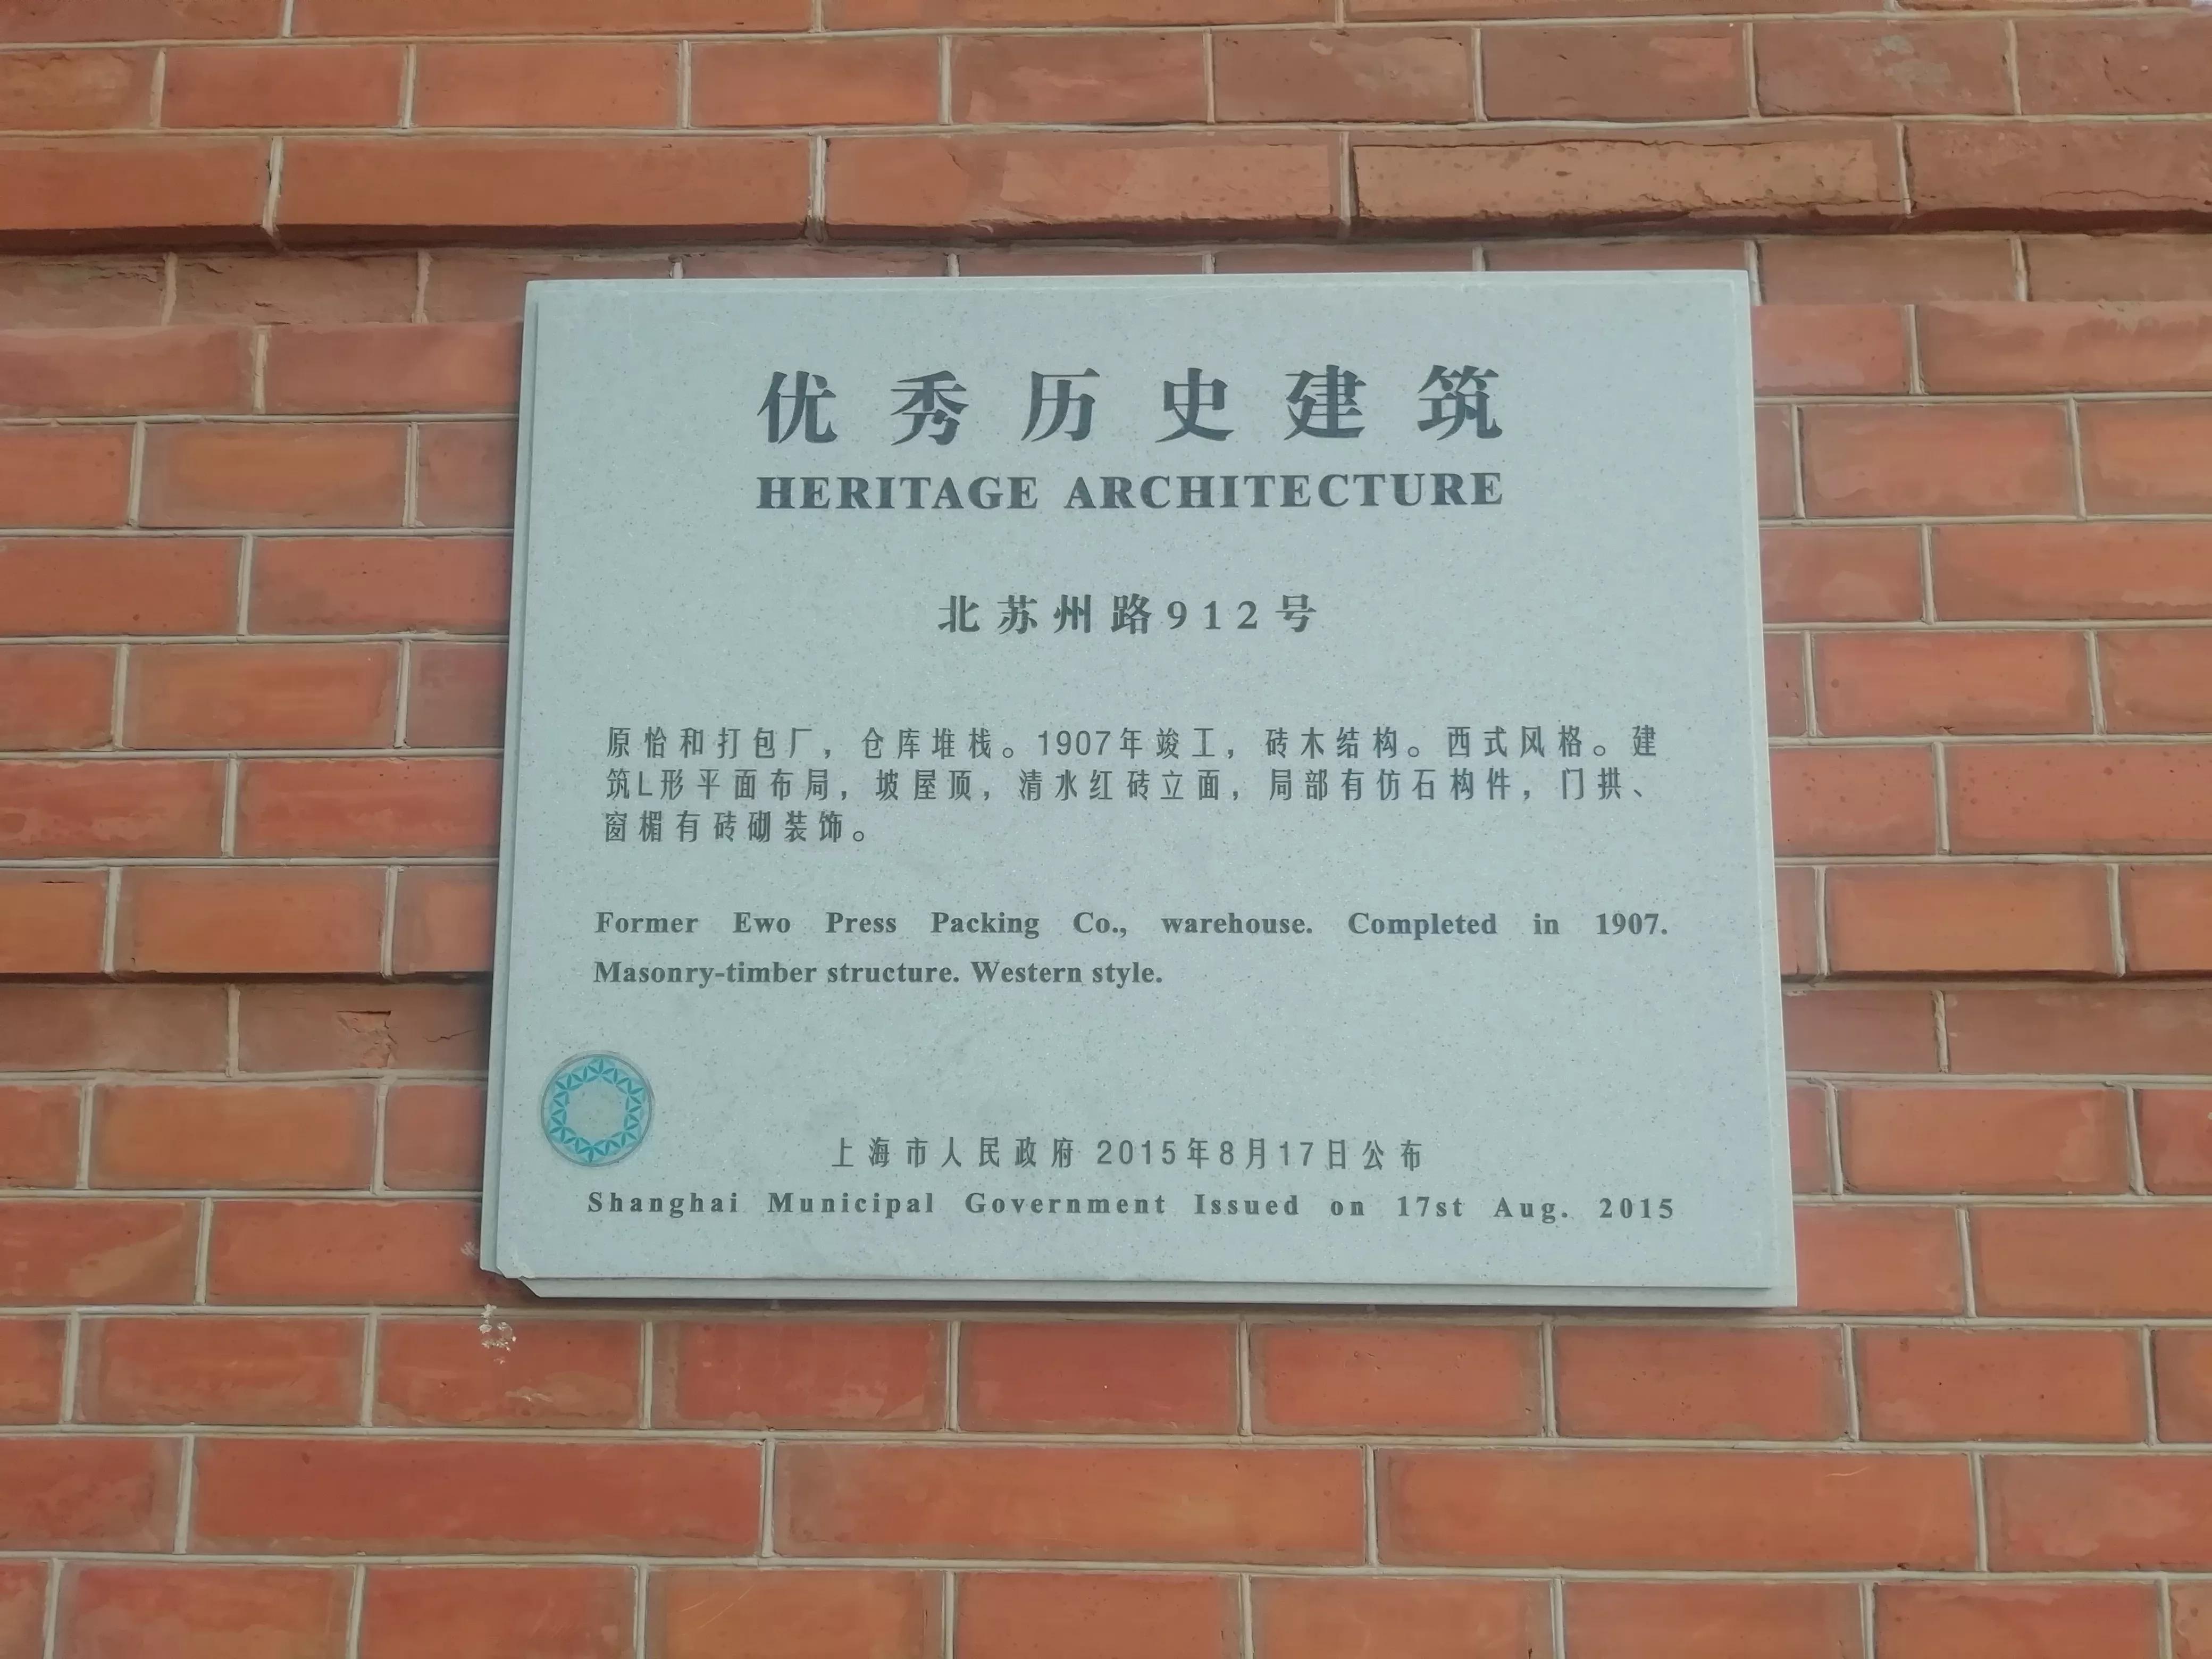 优秀历史建筑
HERITAGE ARCHITECTURE
北苏州路912号
原怡和打包厂，仓库堆栈。1907年竣工，砖木结构。西式风格。建
筑L形平面布局，坡屋顶，清水红砖立面，局部有仿石构件，门拱、
窗楣有砖砌装饰。
Former Ewo Press Packing Co., warehouse. Completed in 1907.
Masonry-timber structure. Western style.
上海市人民政府 2015年8月17日公布
Shanghai Municipal Government Issued on 17st Aug. 2015